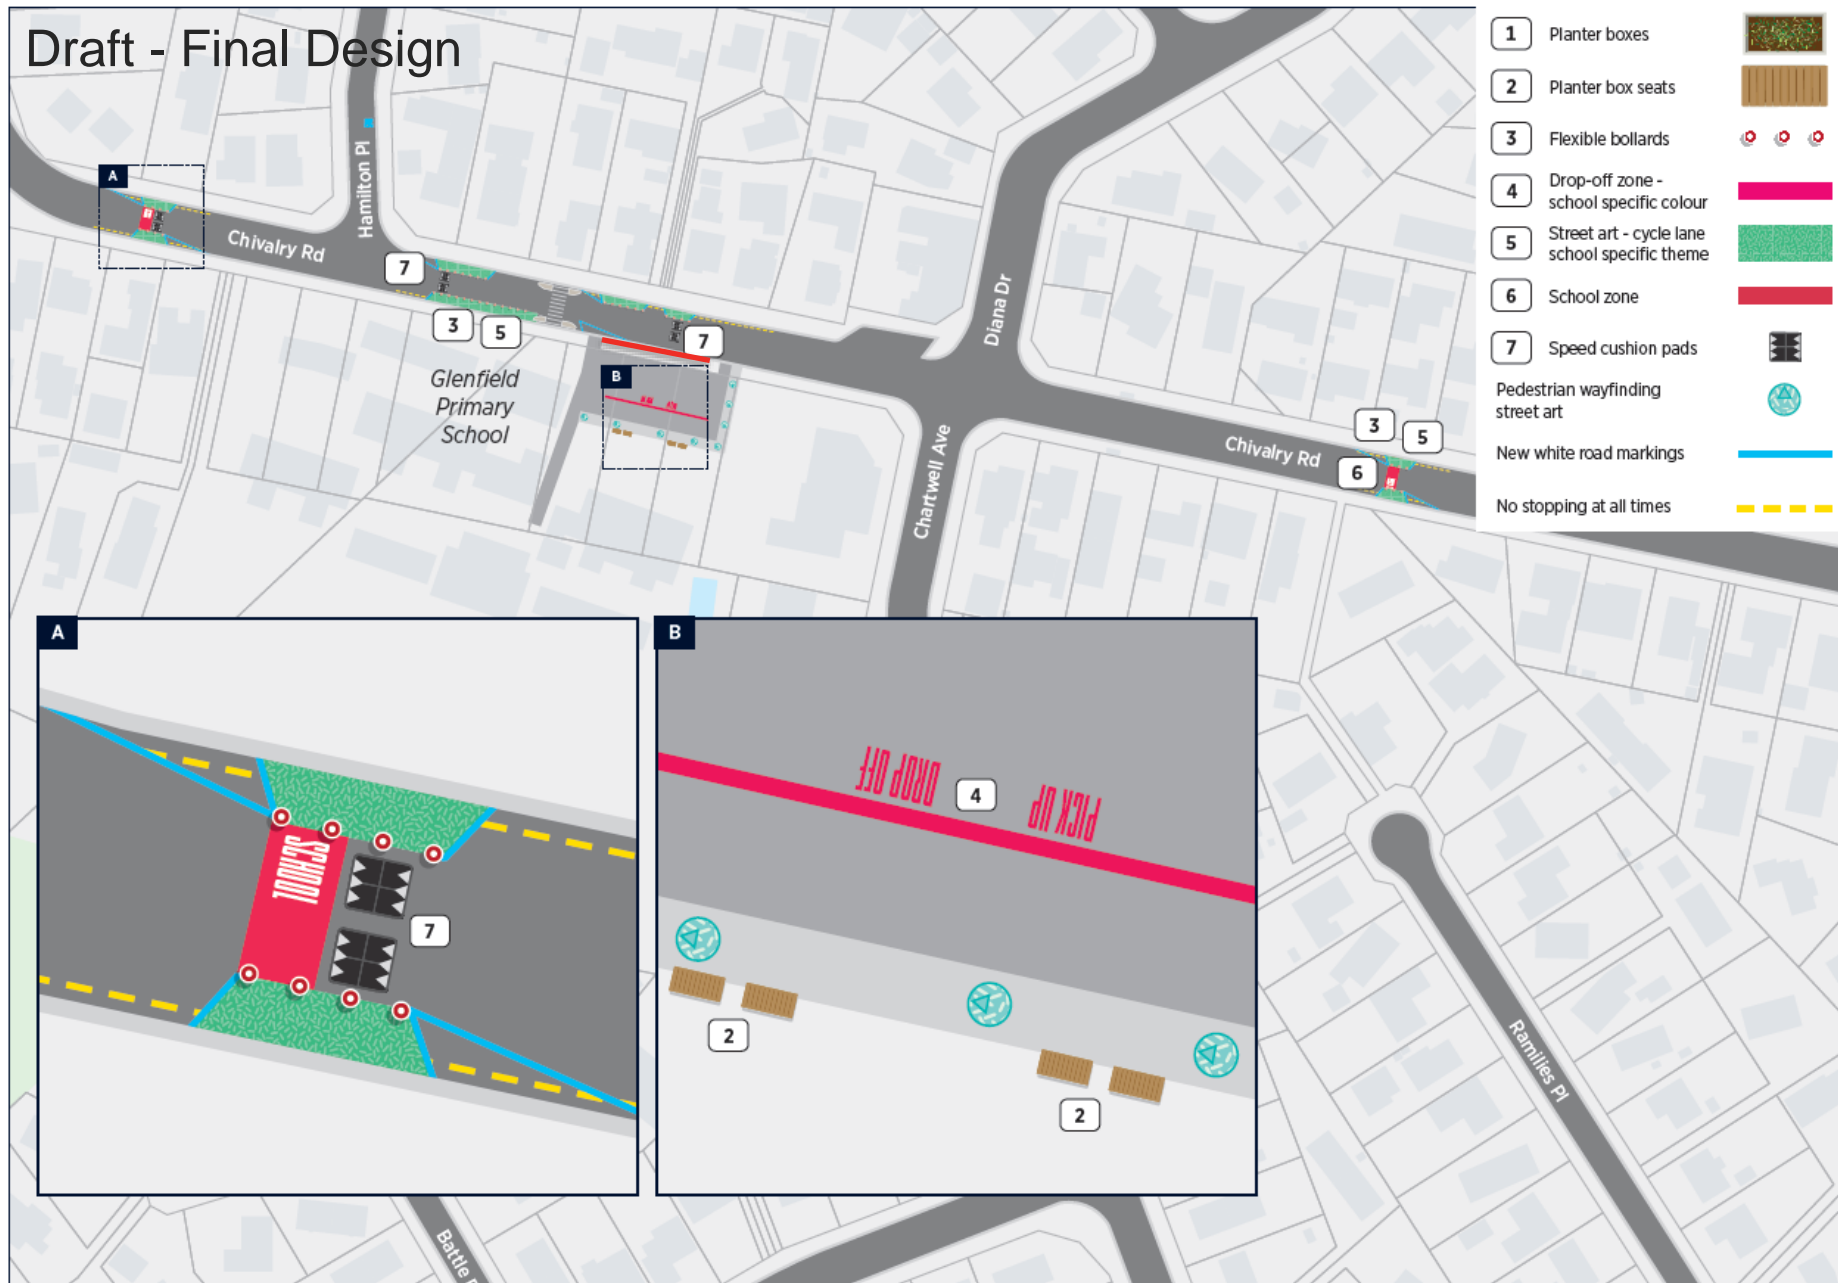 Draft - Final Design
1 Planter boxes
2 Planter box seats
3 Flexible bollards
4 Drop-off zone -
school specific colour
5 Street art - cycle lane
school specific theme
6 School zone
7 Speed cushion pads
Pedestrian wayfinding
street art
New white road markings
No stopping at all times
A
Hamilton Pl
Chivalry Rd
7
3 5
7
Glenfield
Primary
School
B
Diana Dr
Chartwell Ave
Chivalry Rd
3 5
6
A
SCHOOL
7
B
DROP OFF
4
PICK UP
2
2
Ramilies Pl
Battle